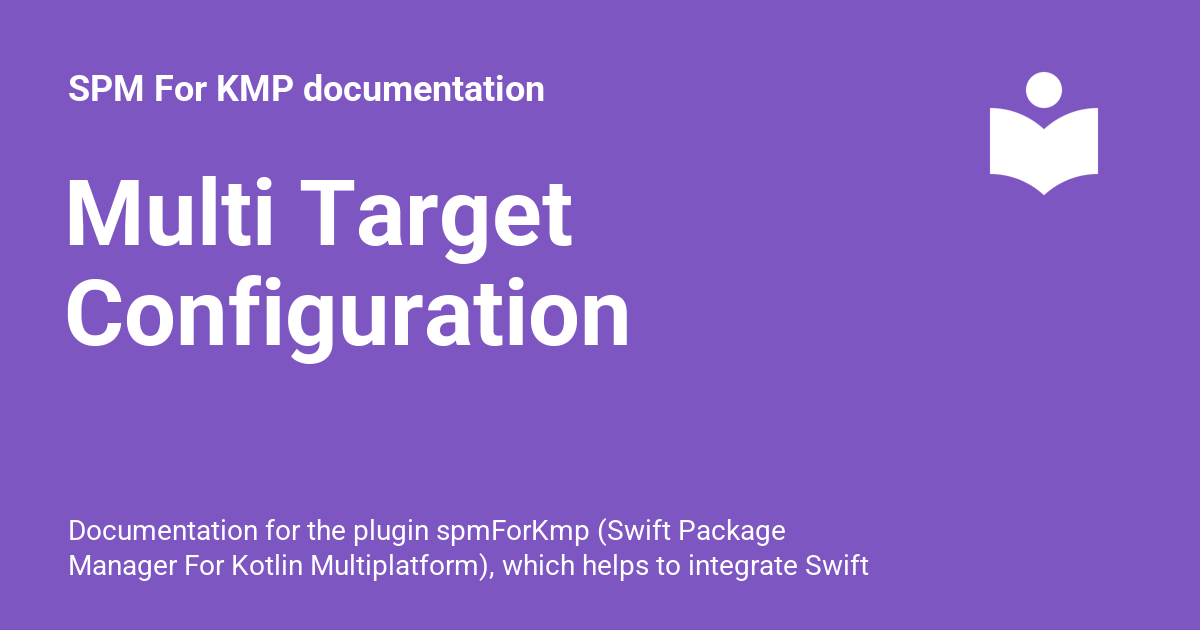 SPM For KMP documentation
Multi Target
Configuration
Documentation for the plugin spmForKmp (Swift Package
Manager For Kotlin Multiplatform), which helps to integrate Swift